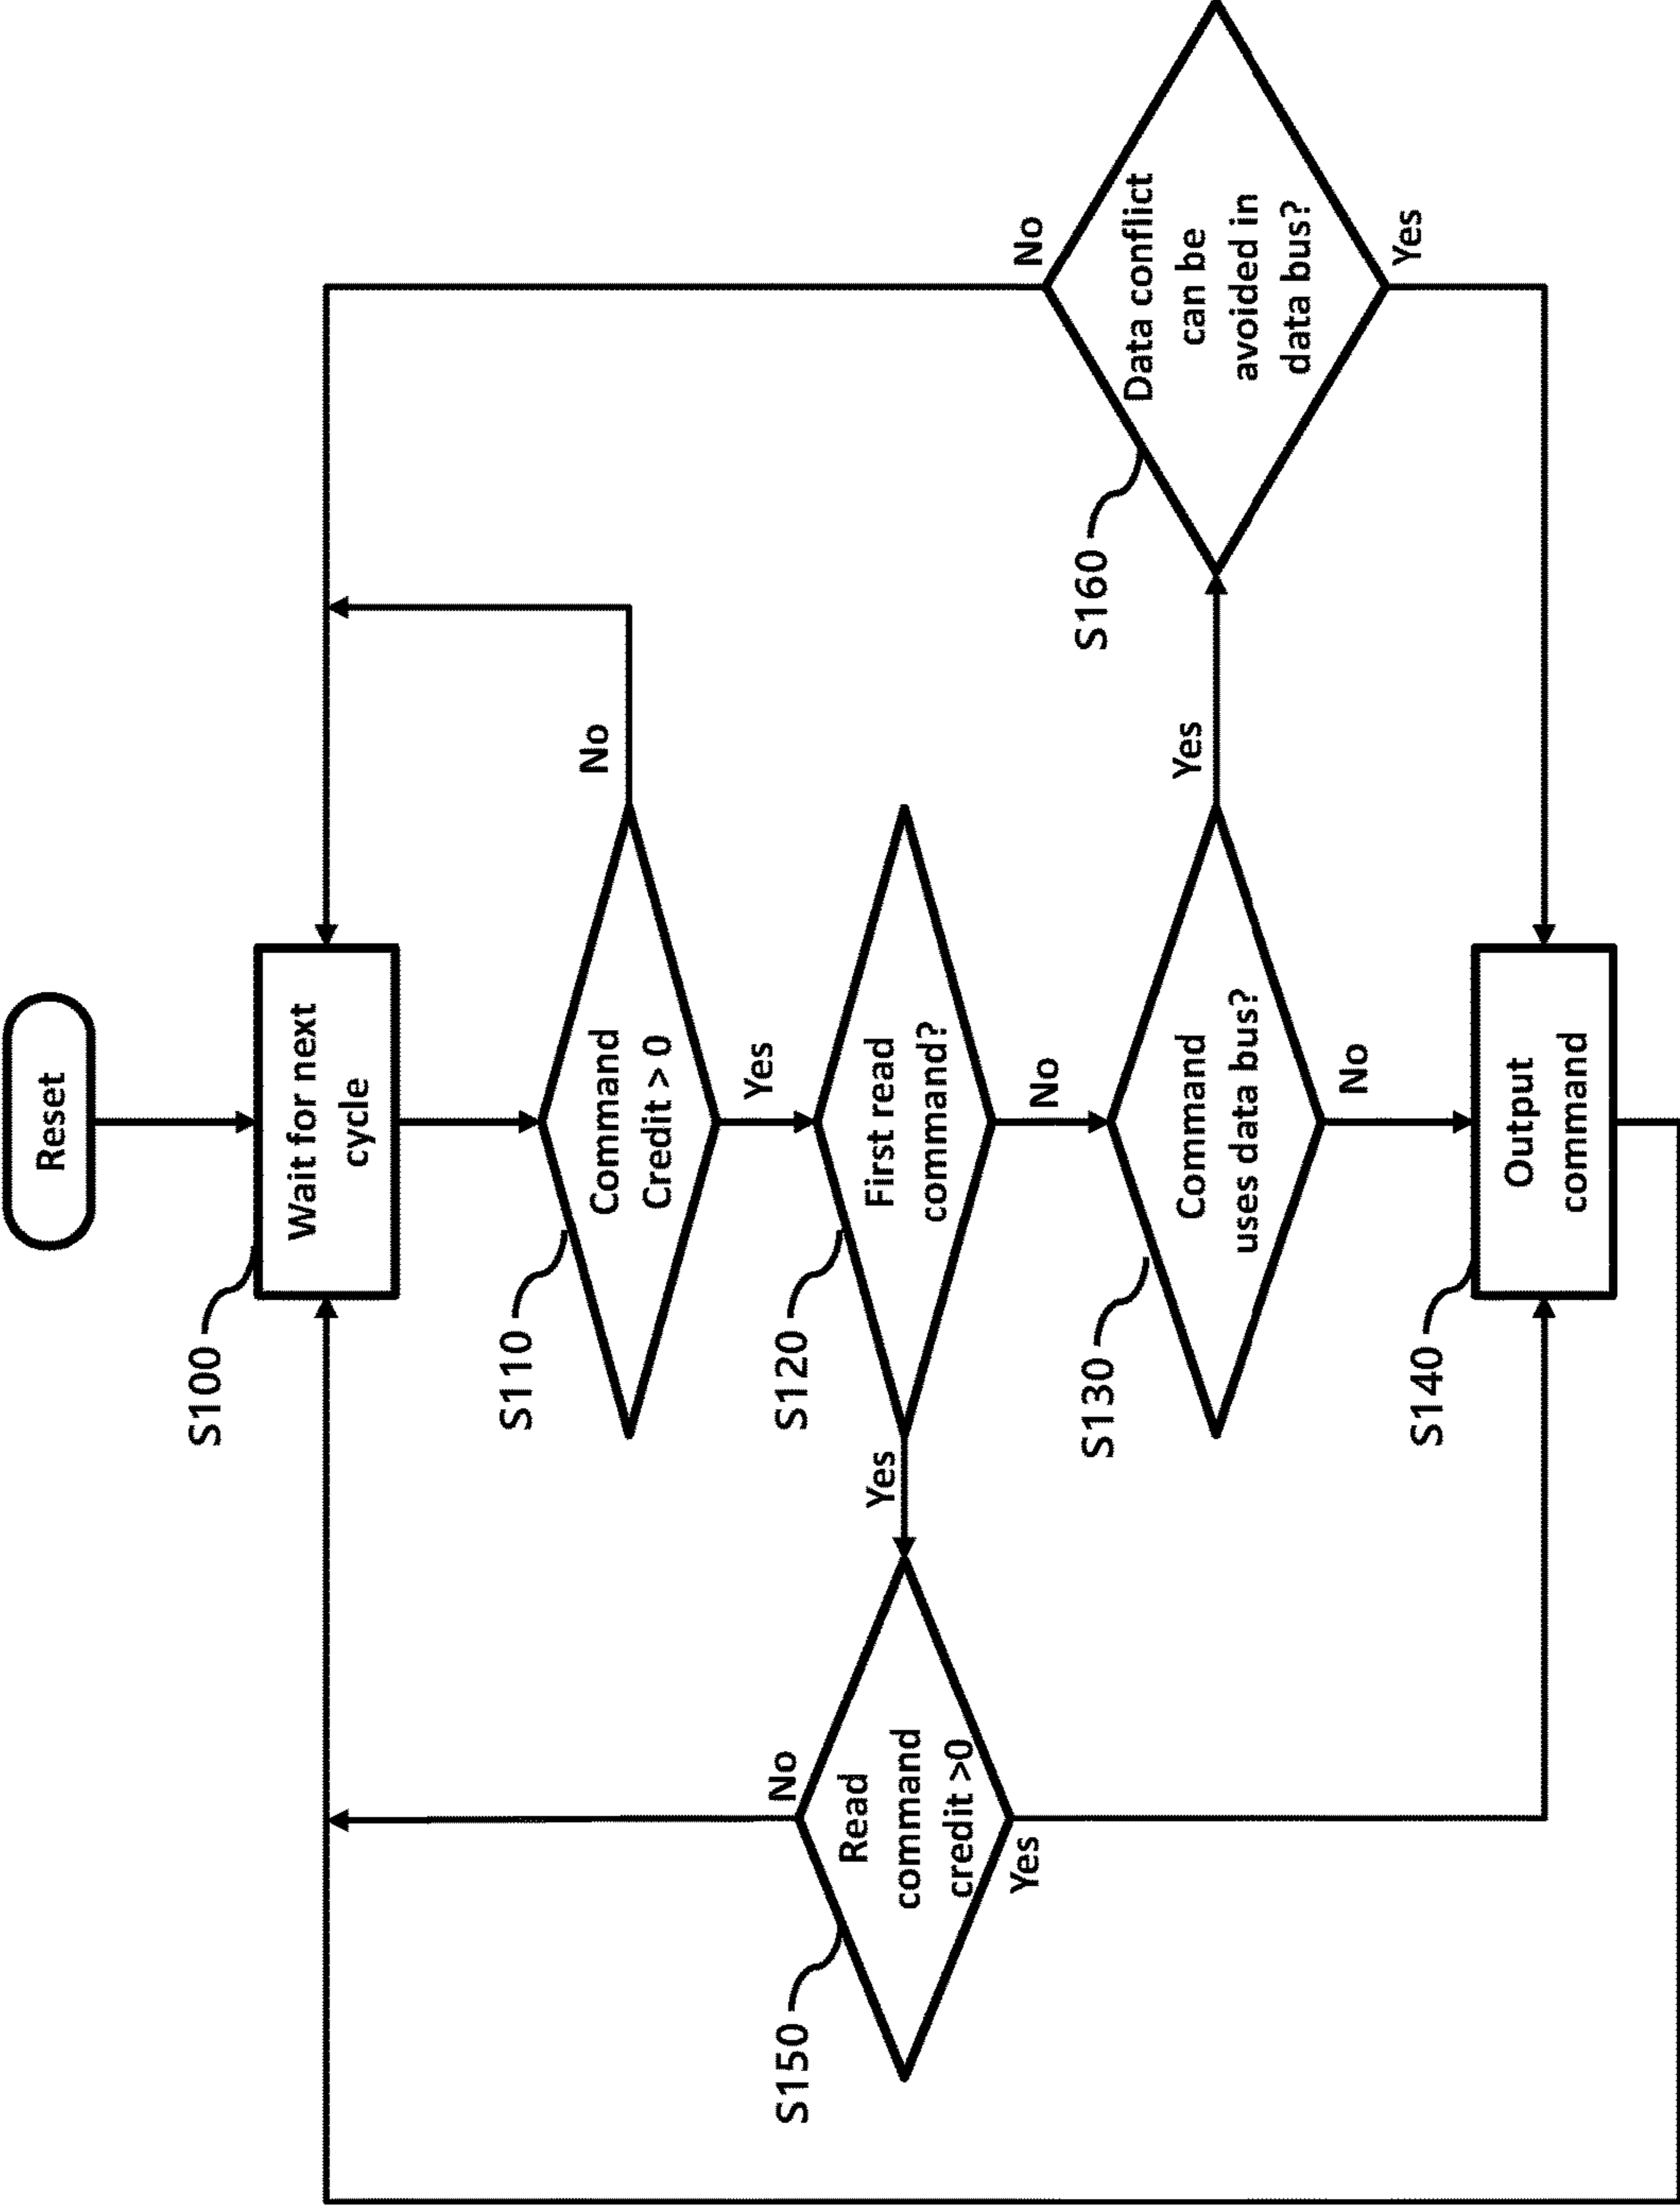 Reset
S100
Wait for next
cycle
S110
Command
Credit > 0
No
Yes
S120
First read
command?
Yes
No
S150
Read
command
credit >0
No
Yes
S130
Command
uses data bus?
Yes
No
S160
Data conflict
can be
avoided in
data bus?
No
Yes
S140
Output
command